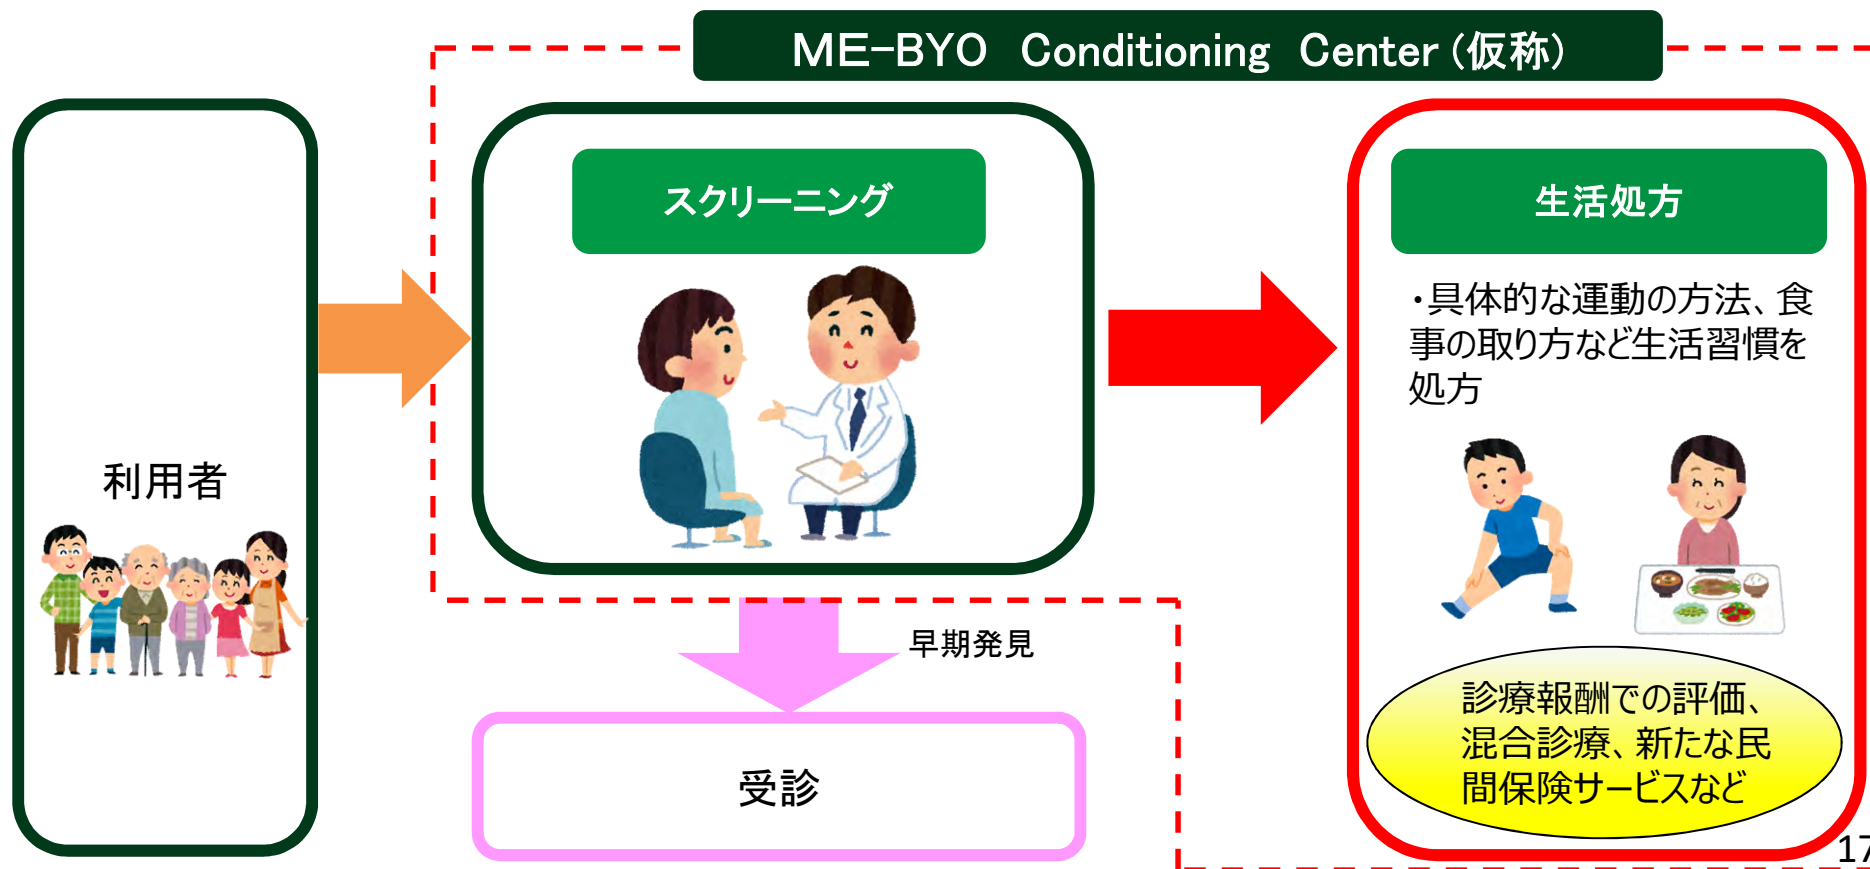 ME-BYO Conditioning Center(仮称)
利用者
スクリーニング
早期発見
受診
生活処方
・具体的な運動の方法、食
事の取り方など生活習慣を
処方
診療報酬での評価、
混合診療、新たな民
間保険サービスなど
17